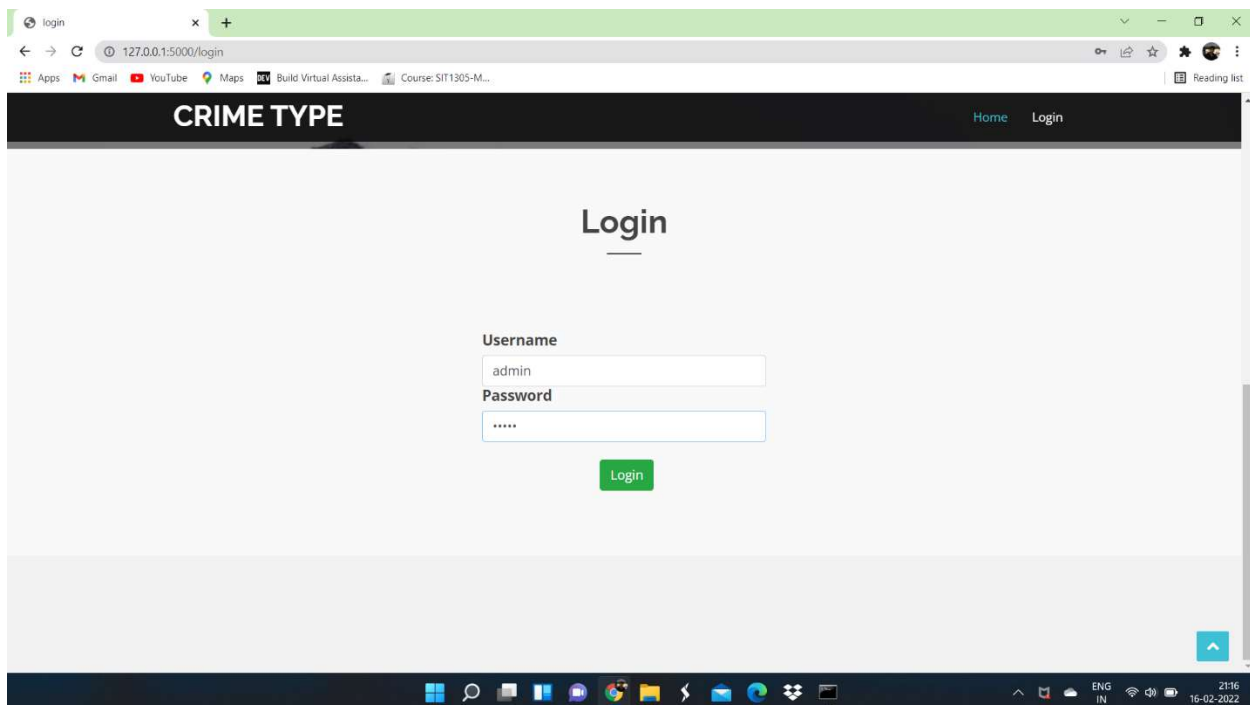 login
127.0.0.1:5000/login
Apps Gmail YouTube Maps DEV Build Virtual Assista... Course: SIT1305-M... Reading list
CRIME TYPE Home Login
Login
Username
admin
Password
•••••
Login
ENG 21:16
IN 16-02-2022